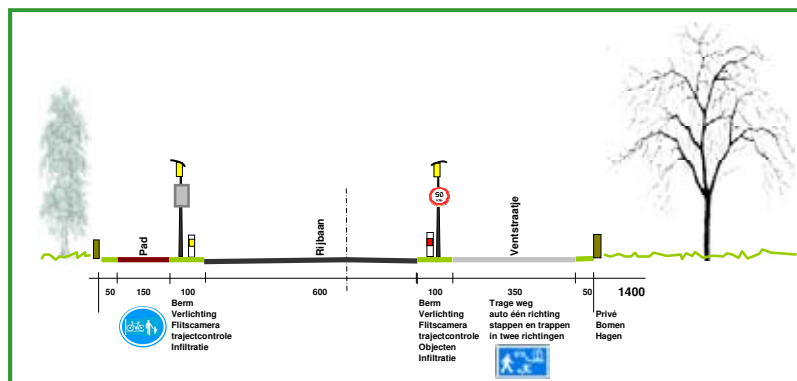 Pad
Rijbaan
50
Ventstraatje
50
150
100
600
100
350
50
1400
Berm
Verlichting
Flitscamera
trajectcontrole
Infiltratie
Berm
Verlichting
Flitscamera
trajectcontrole
Objecten
Infiltratie
Trage weg
auto één richting
stappen en trappen
in twee richtingen
Privé
Bomen
Hagen